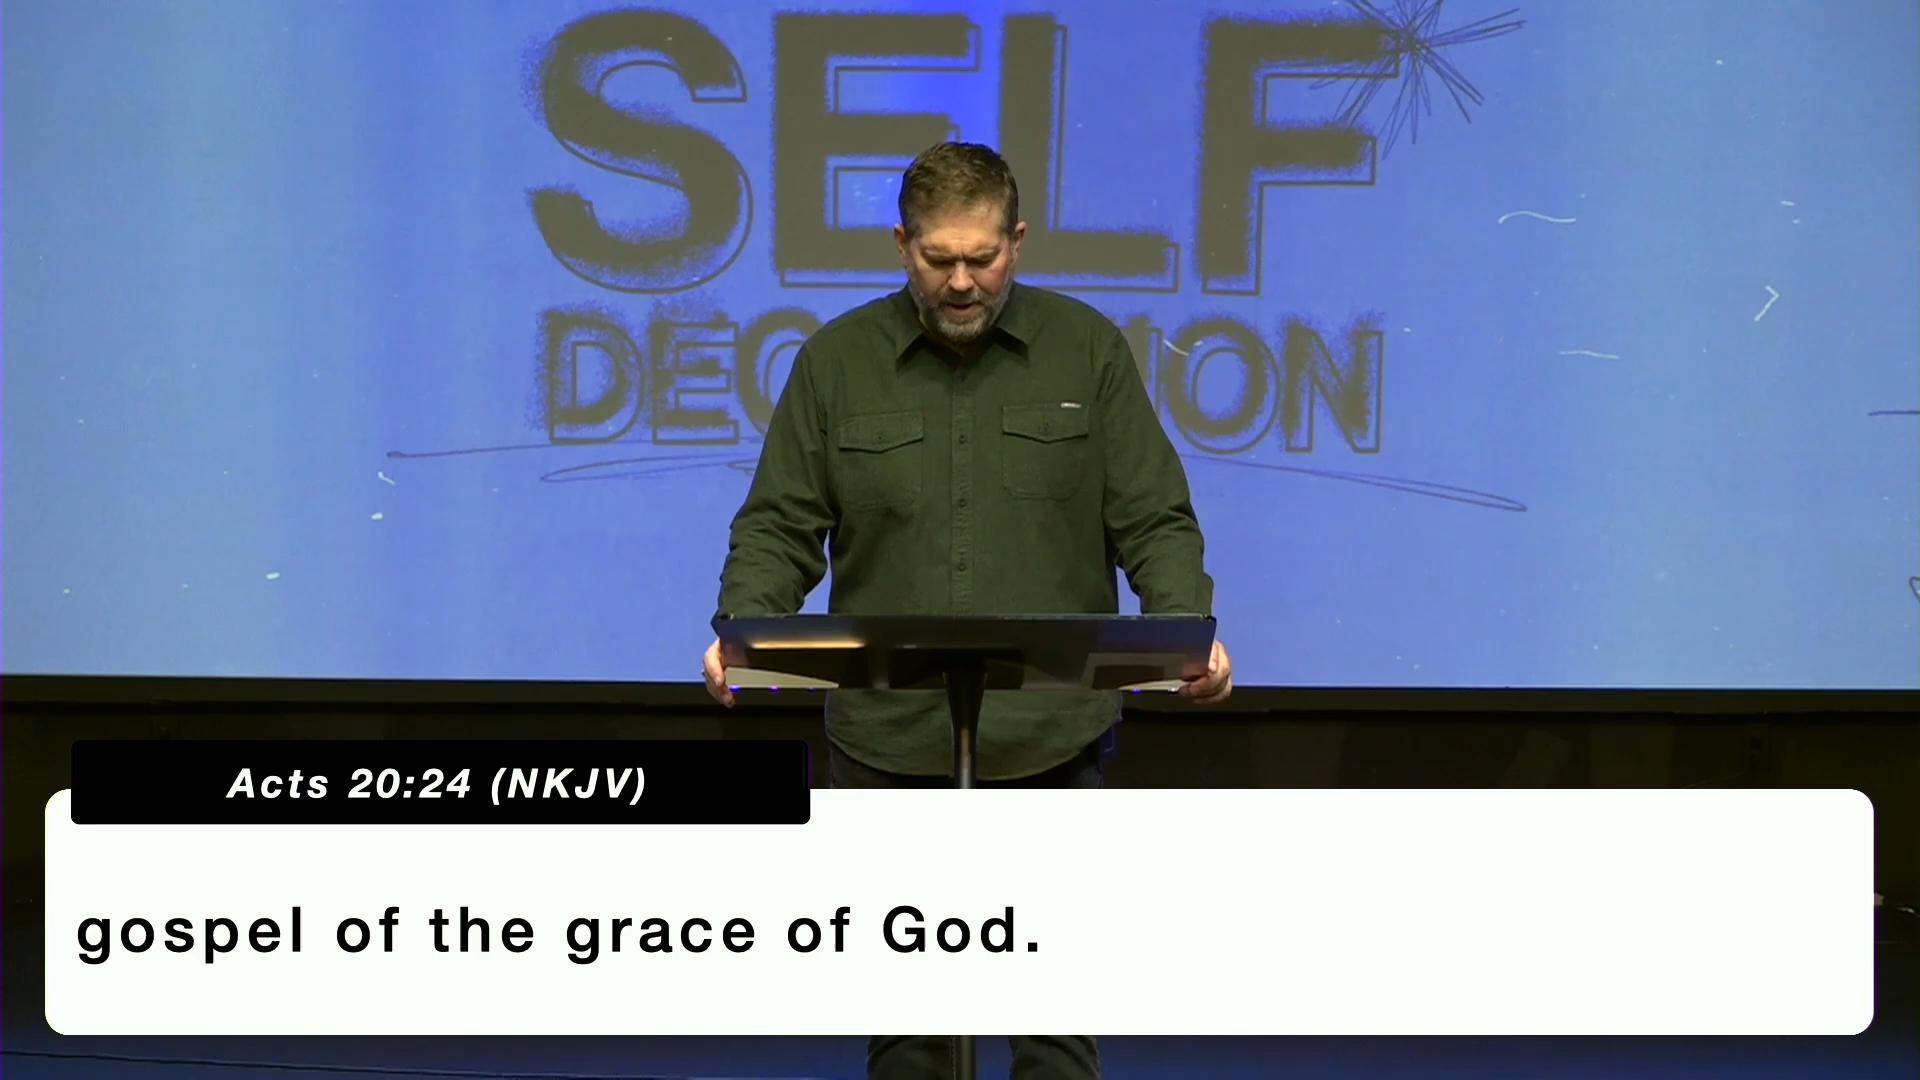 SELF
Acts 20:24 (NKJV)
gospel of the grace of God.